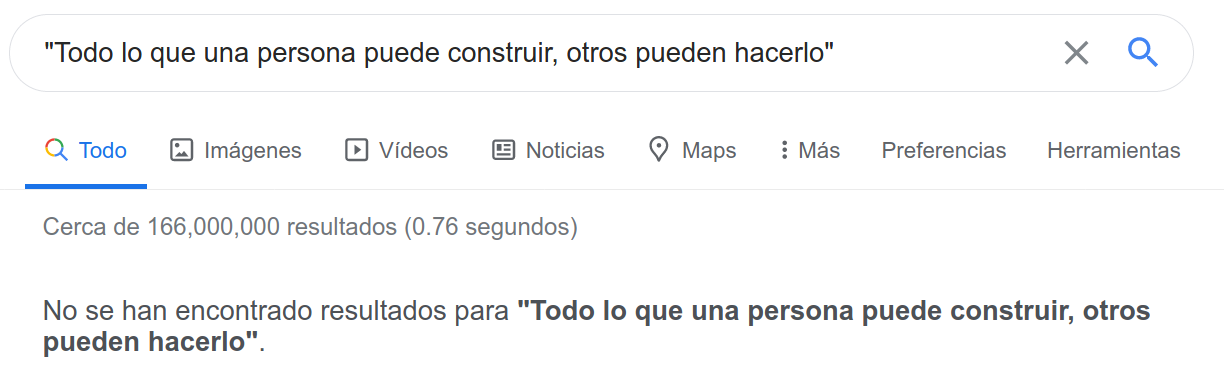 "Todo lo que una persona puede construir, otros pueden hacerlo"
Todo Imágenes Vídeos Noticias Maps Más Preferencias Herramientas
Cerca de 166,000,000 resultados (0.76 segundos)
No se han encontrado resultados para "Todo lo que una persona puede construir, otros
pueden hacerlo".